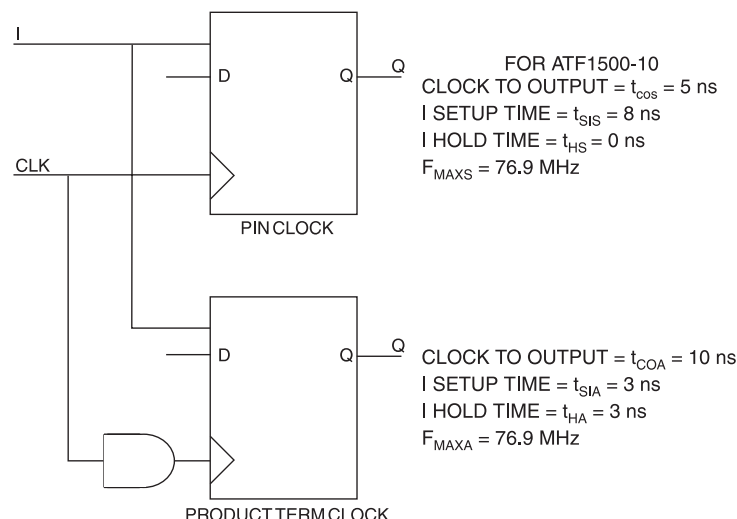 I
FOR ATF1500-10
D
Q
Q
CLOCK TO OUTPUT = tcos = 5 ns
I SETUP TIME = tSIS = 8 ns
I HOLD TIME = tHS = 0 ns
FMAXS = 76.9 MHz
CLK
PIN CLOCK
D
Q
Q
CLOCK TO OUTPUT = tCOA = 10 ns
I SETUP TIME = tSIA = 3 ns
I HOLD TIME = tHA = 3 ns
FMAXA = 76.9 MHz
PRODUCT TERM CLOCK